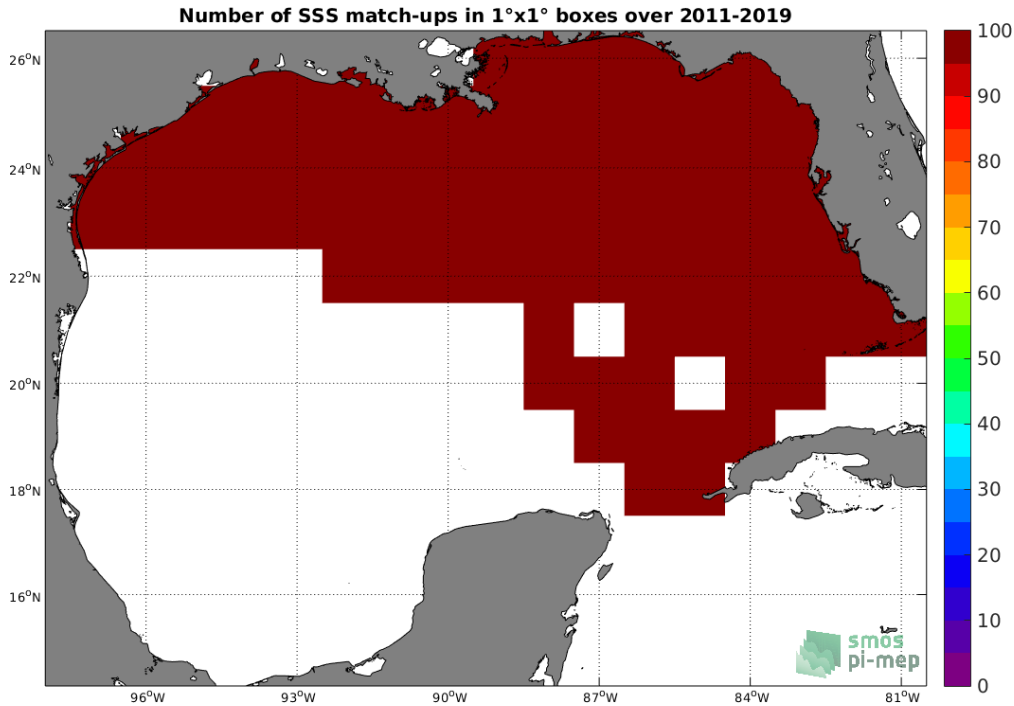 Number of SSS match-ups in 1°x1° boxes over 2011-2019
26°N
24°N
22°N
20°N
18°N
16°N
96°W
93°W
90°W
87°W
84°W
81°W
100
90
80
70
60
50
40
30
20
10
0
smos
pi-mep